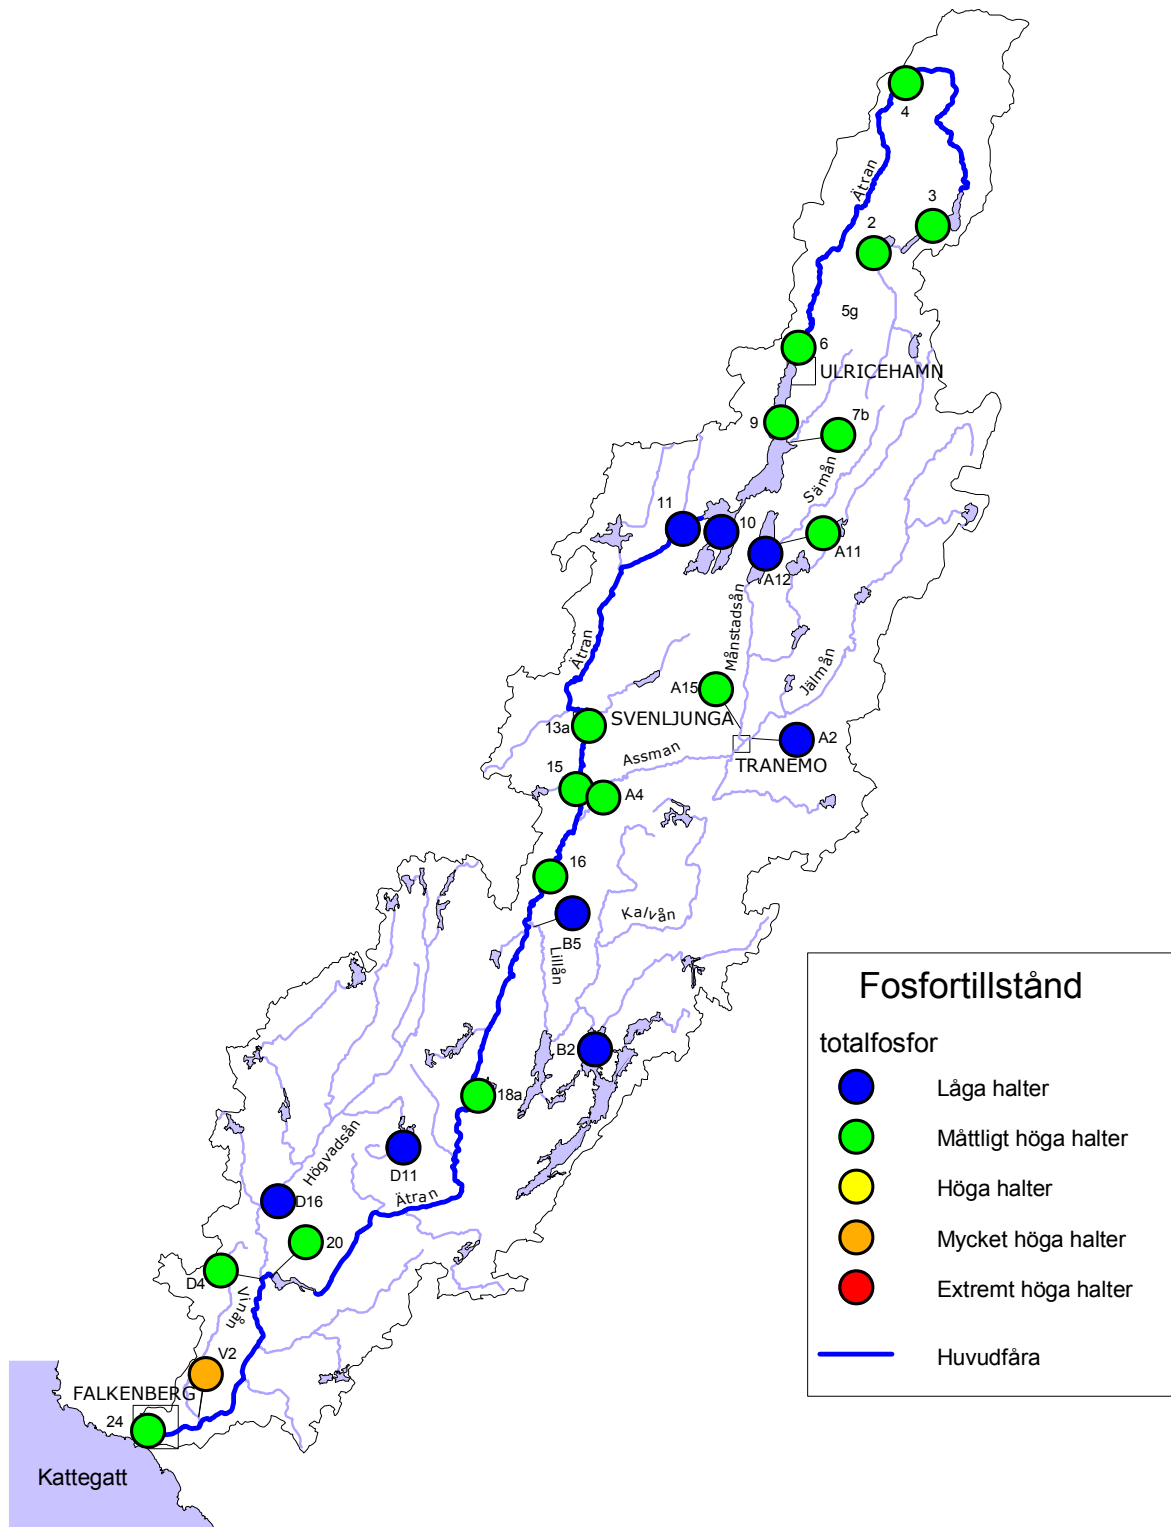 4
Ätran
3
2
5g
6
ULRICEHAMN
9
7b
Sämån
11
10
A11
A12
Månstadsån
Ätran
Jälmån
A15
13a
SVENLJUNGA
A2
Assman
TRANEMO
15
A4
16
Kalvån
B5
Lillån
B2
18a
Högvadsån
D11
Ätran
D16
20
D4
Vinån
V2
FALKENBERG
24
Kattegatt
Fosfortillstånd
totalfosfor
Låga halter
Måttligt höga halter
Höga halter
Mycket höga halter
Extremt höga halter
Huvudfåra